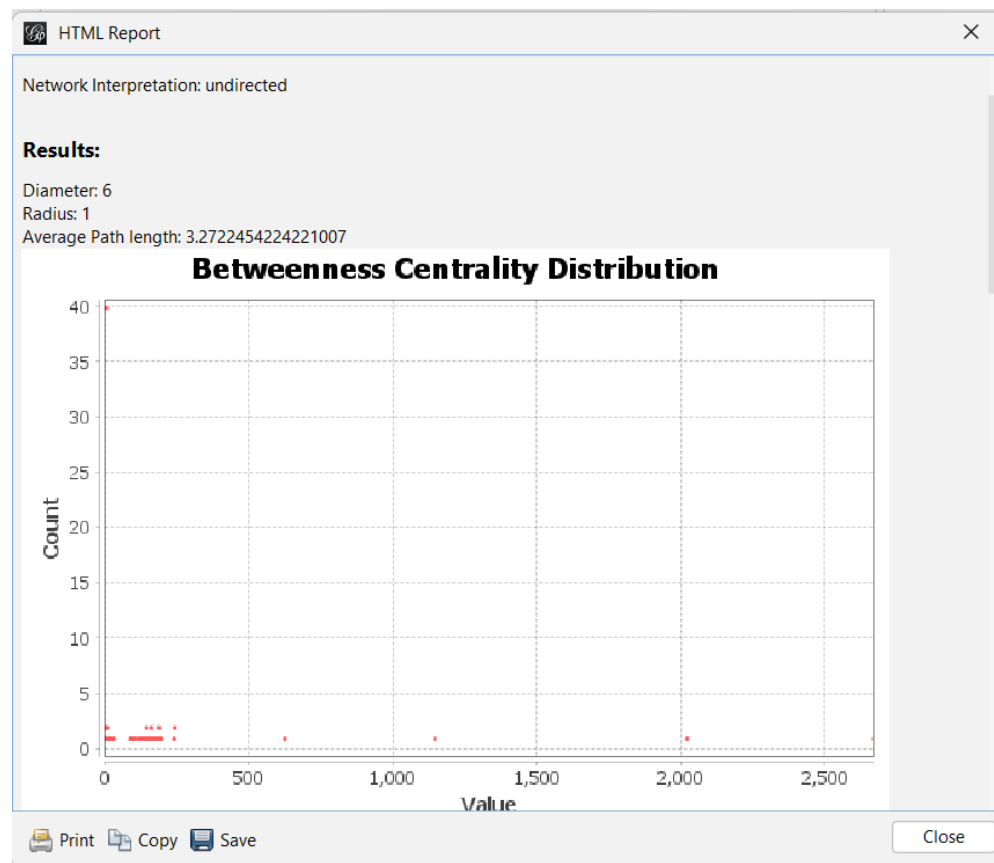 HTML Report
Network Interpretation: undirected
Results:
Diameter: 6
Radius: 1
Average Path length: 3.2722454224221007
Betweenness Centrality Distribution
40
35
30
25
20
15
10
5
0
Count
0 500 1,000 1,500 2,000 2,500
Value
Print Copy Save Close